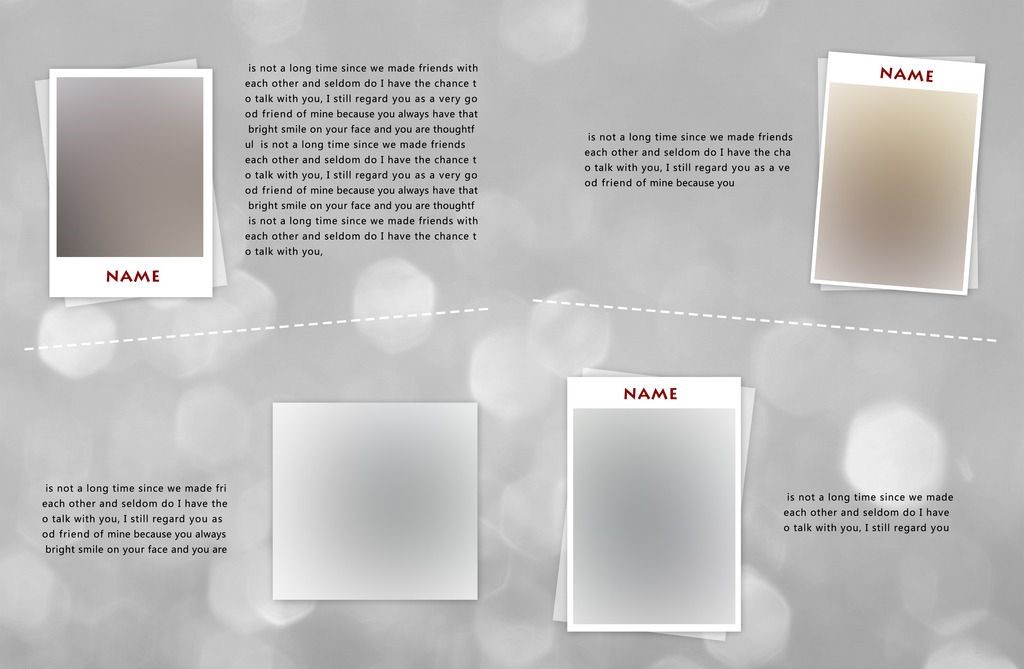 is not a long time since we made friends with
each other and seldom do I have the chance t
o talk with you, I still regard you as a very go
od friend of mine because you always have that
bright smile on your face and you are thoughtf
ul  is not a long time since we made friends
each other and seldom do I have the chance t
o talk with you, I still regard you as a very go
od friend of mine because you always have that
bright smile on your face and you are thoughtf
is not a long time since we made friends with
each other and seldom do I have the chance t
o talk with you,
NAME
NAME
is not a long time since we made friends
each other and seldom do I have the cha
o talk with you, I still regard you as a ve
od friend of mine because you
is not a long time since we made fri
each other and seldom do I have the
o talk with you, I still regard you as
od friend of mine because you always
bright smile on your face and you are
NAME
is not a long time since we made
each other and seldom do I have
o talk with you, I still regard you